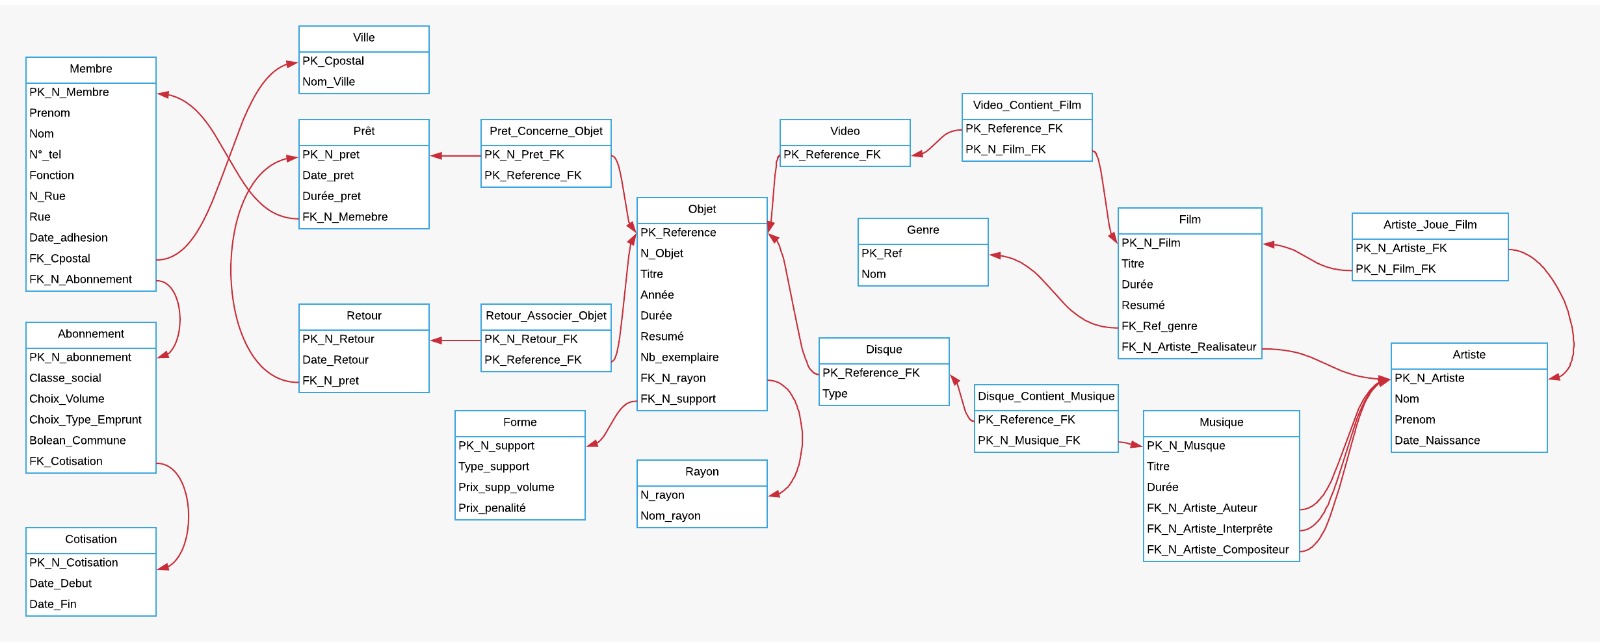 Ville
PK_Cpostal
Nom_Ville
Membre
PK_N_Membre
Prenom
Nom
N°_tel
Fonction
N_Rue
Rue
Date_adhesion
FK_Cpostal
FK_N_Abonnement
Prêt
PK_N_pret
Date_pret
Durée_pret
FK_N_Memebre
Pret_Concerne_Objet
PK_N_Pret_FK
PK_Reference_FK
Objet
PK_Reference
N_Objet
Titre
Année
Durée
Resumé
Nb_exemplaire
FK_N_rayon
FK_N_support
Video
PK_Reference_FK
Video_Contient_Film
PK_Reference_FK
PK_N_Film_FK
Genre
PK_Ref
Nom
Film
PK_N_Film
Titre
Durée
Resumé
FK_Ref_genre
FK_N_Artiste_Realisateur
Artiste_Joue_Film
PK_N_Artiste_FK
PK_N_Film_FK
Abonnement
PK_N_abonnement
Classe_social
Choix_Volume
Choix_Type_Emprunt
Bolean_Commune
FK_Cotisation
Retour
PK_N_Retour
Date_Retour
FK_N_pret
Retour_Associer_Objet
PK_N_Retour_FK
PK_Reference_FK
Disque
PK_Reference_FK
Type
Disque_Contient_Musique
PK_Reference_FK
PK_N_Musique_FK
Artiste
PK_N_Artiste
Nom
Prenom
Date_Naissance
Forme
PK_N_support
Type_support
Prix_supp_volume
Prix_penalité
Rayon
N_rayon
Nom_rayon
Musique
PK_N_Musque
Titre
Durée
FK_N_Artiste_Auteur
FK_N_Artiste_Interprête
FK_N_Artiste_Compositeur
Cotisation
PK_N_Cotisation
Date_Debut
Date_Fin